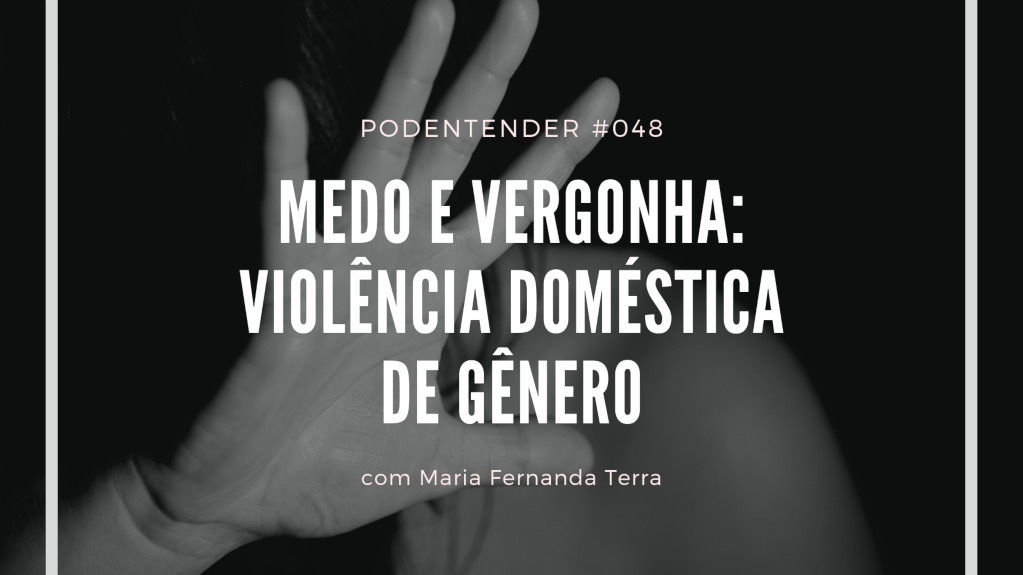 PODENTENDER #048
MEDO E VERGONHA:
VIOLÊNCIA DOMÉSTICA
DE GÊNERO
com Maria Fernanda Terra